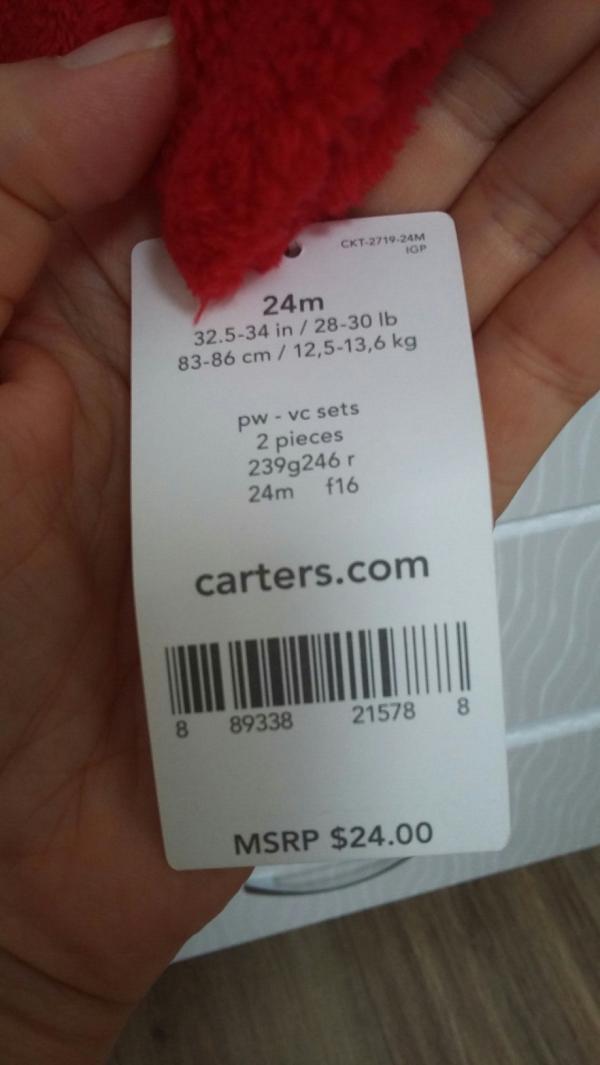 CKT-2719-24M
IGP
24m
32.5-34 in / 28-30 lb
83-86 cm / 12,5-13,6 kg
pw - vc sets
2 pieces
239g246 r
24m f16
carters.com
8 89338 21578 8
MSRP $24.00